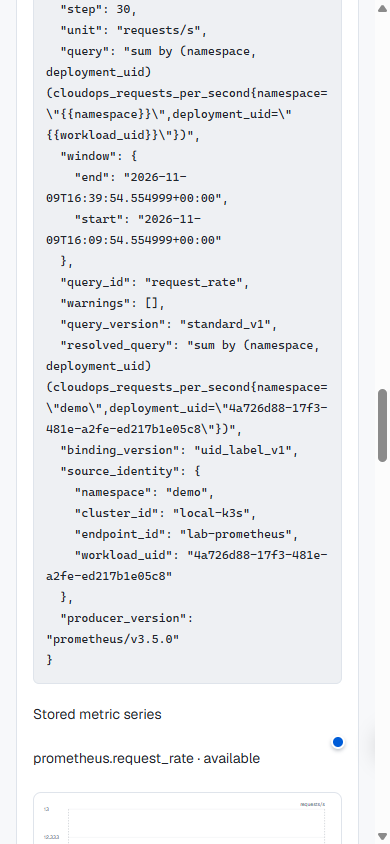 "step": 30,
"unit": "requests/s",
"query": "sum by (namespace,
deployment_uid)
(cloudops_requests_per_second{namespace=
\"{{namespace}}\",deployment_uid=\"
{{workload_uid}}\"})",
"window": {
"end": "2026-11-
09T16:39:54.554999+00:00",
"start": "2026-11-
09T16:09:54.554999+00:00"
},
"query_id": "request_rate",
"warnings": [],
"query_version": "standard_v1",
"resolved_query": "sum by (namespace,
deployment_uid)
(cloudops_requests_per_second{namespace=
\"demo\",deployment_uid=\"4a726d88-17f3-
481e-a2fe-ed217b1e05c8\"})",
"binding_version": "uid_label_v1",
"source_identity": {
"namespace": "demo",
"cluster_id": "local-k3s",
"endpoint_id": "lab-prometheus",
"workload_uid": "4a726d88-17f3-481e-
a2fe-ed217b1e05c8"
},
"producer_version":
"prometheus/v3.5.0"
}
Stored metric series
prometheus.request_rate · available
requests/s